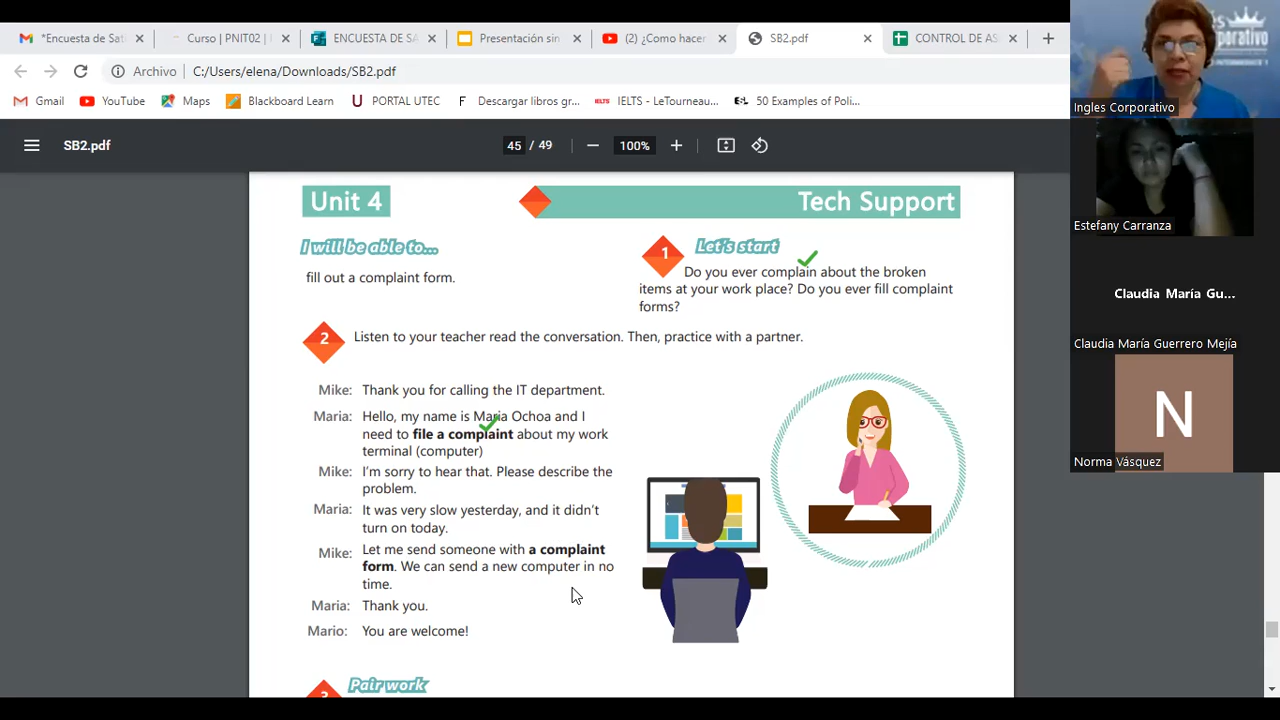 *Encuesta de Sat
Curso | PNIT02 |
ENCUESTA DE SA
Presentación sin
(2) ¿Como hacer
SB2.pdf
CONTROL DE AS
Archivo
C:/Users/elena/Downloads/SB2.pdf
Gmail
YouTube
Maps
Blackboard Learn
PORTAL UTEC
Descargar libros gr...
IELTS - LeTourneau...
50 Examples of Poli...
SB2.pdf
45 / 49
100%
Unit 4
Tech Support
I will be able to...
fill out a complaint form.
1
Let's start
Do you ever complain about the broken
items at your work place? Do you ever fill complaint
forms?
2
Listen to your teacher read the conversation. Then, practice with a partner.
Mike: Thank you for calling the IT department.
Maria: Hello, my name is Maria Ochoa and I
need to file a complaint about my work
terminal (computer)
Mike: I'm sorry to hear that. Please describe the
problem.
Maria: It was very slow yesterday, and it didn't
turn on today.
Mike: Let me send someone with a complaint
form. We can send a new computer in no
time.
Maria: Thank you.
Mario: You are welcome!
3
Pair work
Ingles Corporativo
Estefany Carranza
Claudia María Gu...
Claudia María Guerrero Mejía
N
Norma Vásquez